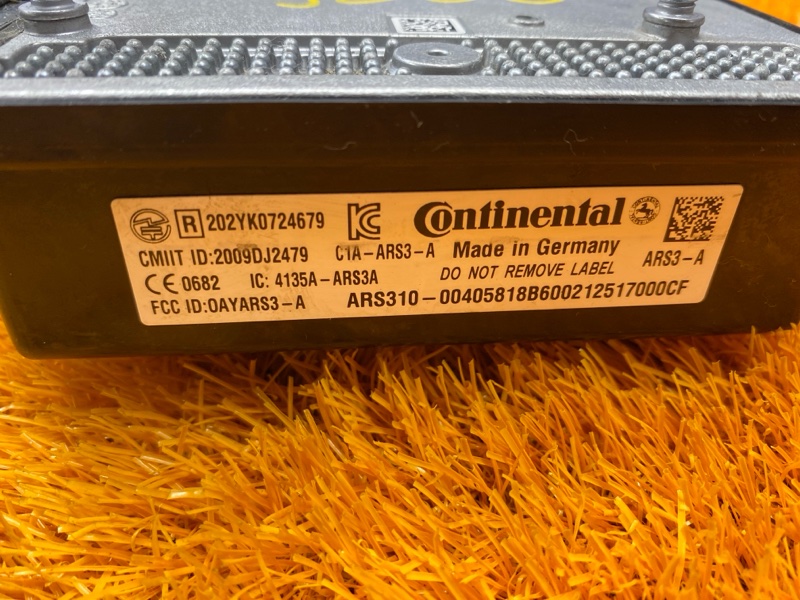 R 202YK0724679 Continental
CMIIT ID:2009DJ2479 C1A-ARS3-A Made in Germany ARS3-A
CE 0682 IC: 4135A-ARS3A DO NOT REMOVE LABEL
FCC ID:OAYARS3-A ARS310-00405818B600212517000CF